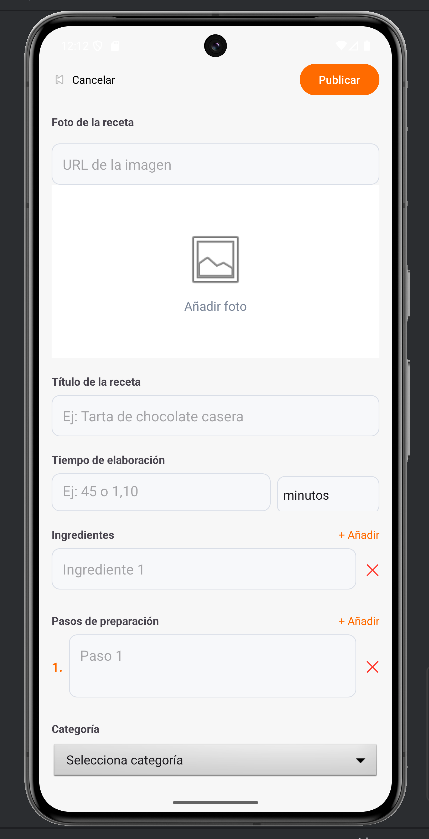 12:12
Cancelar
Publicar
Foto de la receta
URL de la imagen
Añadir foto
Título de la receta
Ej: Tarta de chocolate casera
Tiempo de elaboración
Ej: 45 o 1,10
minutos
Ingredientes
+ Añadir
Ingrediente 1
Pasos de preparación
+ Añadir
1.
Paso 1
Categoría
Selecciona categoría